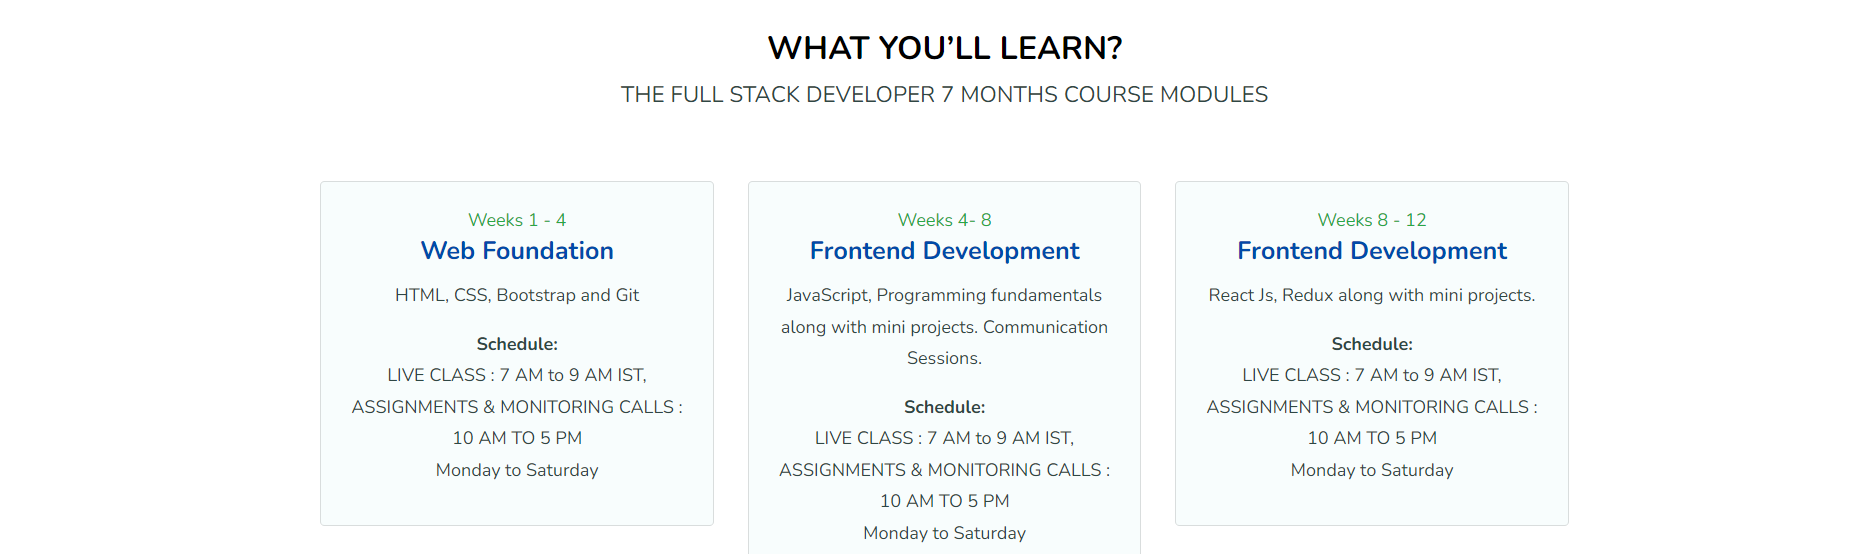 WHAT YOU’LL LEARN?
THE FULL STACK DEVELOPER 7 MONTHS COURSE MODULES
Weeks 1 - 4
Web Foundation
HTML, CSS, Bootstrap and Git
Schedule:
LIVE CLASS : 7 AM to 9 AM IST,
ASSIGNMENTS & MONITORING CALLS :
10 AM TO 5 PM
Monday to Saturday
Weeks 4- 8
Frontend Development
JavaScript, Programming fundamentals
along with mini projects. Communication
Sessions.
Schedule:
LIVE CLASS : 7 AM to 9 AM IST,
ASSIGNMENTS & MONITORING CALLS :
10 AM TO 5 PM
Monday to Saturday
Weeks 8 - 12
Frontend Development
React Js, Redux along with mini projects.
Schedule:
LIVE CLASS : 7 AM to 9 AM IST,
ASSIGNMENTS & MONITORING CALLS :
10 AM TO 5 PM
Monday to Saturday